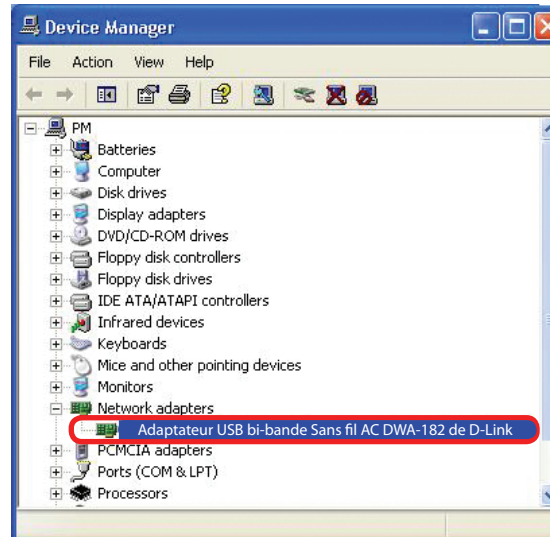 Device Manager
File Action View Help
PM
Batteries
Computer
Disk drives
Display adapters
DVD/CD-ROM drives
Floppy disk controllers
Floppy disk drives
IDE ATA/ATAPI controllers
Infrared devices
Keyboards
Mice and other pointing devices
Monitors
Network adapters
Adaptateur USB bi-bande Sans fil AC DWA-182 de D-Link
PCMCIA adapters
Ports (COM & LPT)
Processors